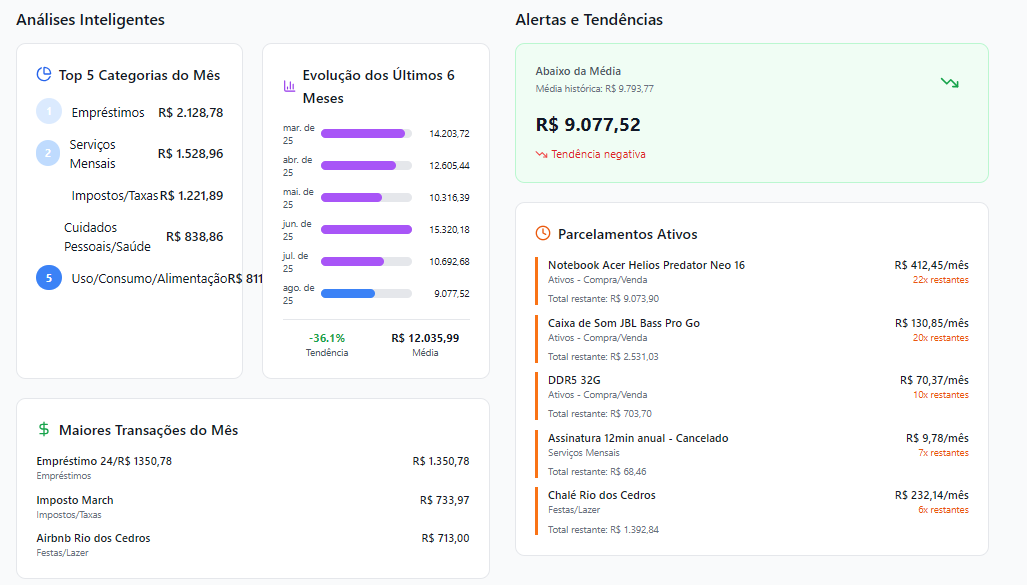 Análises Inteligentes
Top 5 Categorias do Mês
1 Empréstimos R$ 2.128,78
2 Serviços Mensais R$ 1.528,96
Impostos/Taxas R$ 1.221,89
Cuidados Pessoais/Saúde R$ 838,86
5 Uso/Consumo/Alimentação R$ 811
Evolução dos Últimos 6
Meses
mar. de 25 14.203,72
abr. de 25 12.605,44
mai. de 25 10.316,39
jun. de 25 15.320,18
jul. de 25 10.692,68
ago. de 25 9.077,52
-36.1% R$ 12.035,99
Tendência Média
Maiores Transações do Mês
Empréstimo 24/R$ 1350,78 R$ 1.350,78
Empréstimos
Imposto March R$ 733,97
Impostos/Taxas
Airbnb Rio dos Cedros R$ 713,00
Festas/Lazer
Alertas e Tendências
Abaixo da Média
Média histórica: R$ 9.793,77
R$ 9.077,52
Tendência negativa
Parcelamentos Ativos
Notebook Acer Helios Predator Neo 16 R$ 412,45/mês
Ativos - Compra/Venda 22x restantes
Total restante: R$ 9.073,90
Caixa de Som JBL Bass Pro Go R$ 130,85/mês
Ativos - Compra/Venda 20x restantes
Total restante: R$ 2.531,03
DDR5 32G R$ 70,37/mês
Ativos - Compra/Venda 10x restantes
Total restante: R$ 703,70
Assinatura 12min anual - Cancelado R$ 9,78/mês
Serviços Mensais 7x restantes
Total restante: R$ 68,46
Chalé Rio dos Cedros R$ 232,14/mês
Festas/Lazer 6x restantes
Total restante: R$ 1.392,84